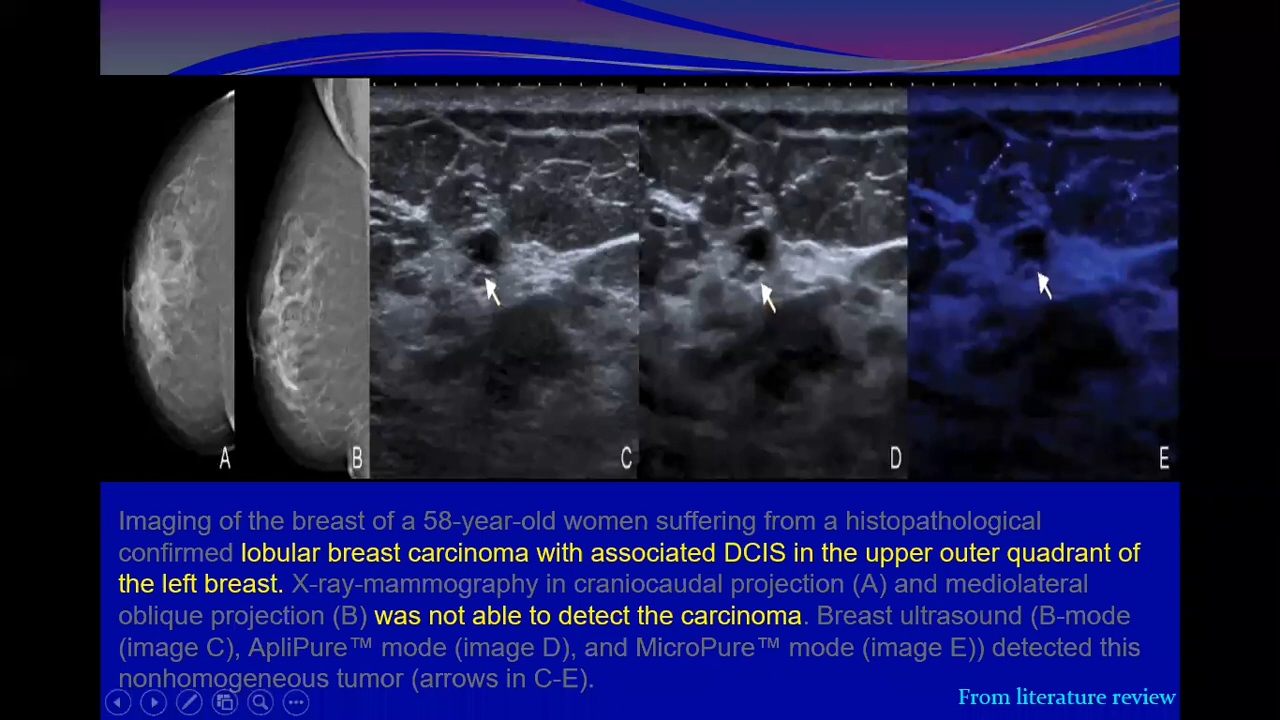 A B C D E
Imaging of the breast of a 58-year-old women suffering from a histopathological
confirmed lobular breast carcinoma with associated DCIS in the upper outer quadrant of
the left breast. X-ray-mammography in craniocaudal projection (A) and mediolateral
oblique projection (B) was not able to detect the carcinoma. Breast ultrasound (B-mode
(image C), ApliPure™ mode (image D), and MicroPure™ mode (image E)) detected this
nonhomogeneous tumor (arrows in C-E).
From literature review